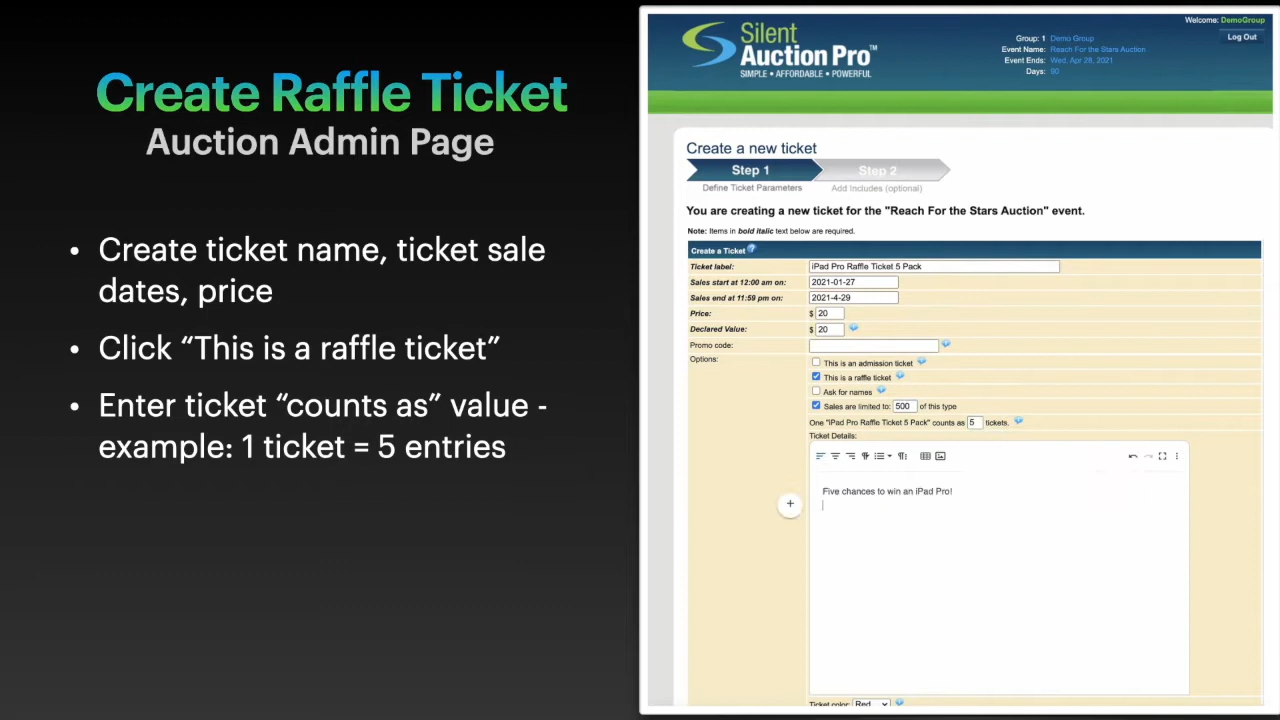 Create Raffle Ticket
Auction Admin Page
• Create ticket name, ticket sale
dates, price
• Click “This is a raffle ticket”
• Enter ticket “counts as” value -
example: 1 ticket = 5 entries
Welcome: DemoGroup
Log Out
Silent
Auction Pro™
SIMPLE • AFFORDABLE • POWERFUL
Group: 1 Demo Group
Event Name: Reach For the Stars Auction
Event Ends: Wed, Apr 28, 2021
Days: 90
Create a new ticket
Step 1
Step 2
Define Ticket Parameters
Add Includes (optional)
You are creating a new ticket for the "Reach For the Stars Auction" event.
Note: Items in bold italic text below are required.
Create a Ticket ?
Ticket label: iPad Pro Raffle Ticket 5 Pack
Sales start at 12:00 am on: 2021-01-27
Sales end at 11:59 pm on: 2021-4-29
Price: $ 20
Declared Value: $ 20
Promo code:
Options:
This is an admission ticket
This is a raffle ticket
Ask for names
Sales are limited to: 500 of this type
One "iPad Pro Raffle Ticket 5 Pack" counts as 5 tickets.
Ticket Details:
Five chances to win an iPad Pro!
+
Ticket color: Red